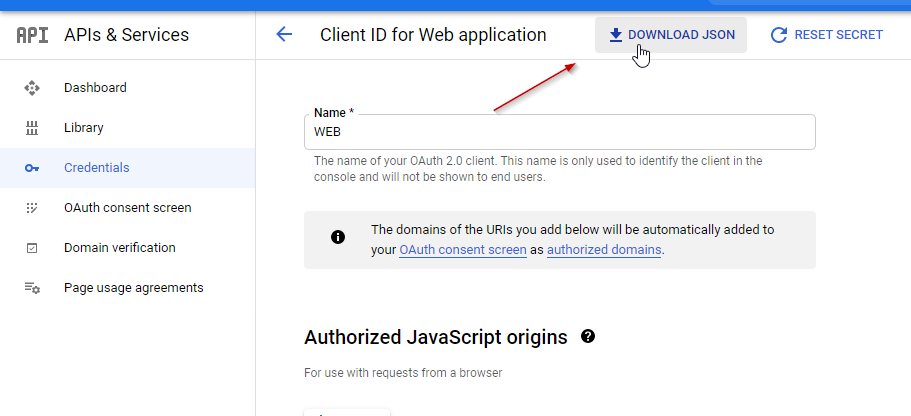 API APIs & Services
Client ID for Web application
DOWNLOAD JSON
RESET SECRET
Dashboard
Library
Credentials
OAuth consent screen
Domain verification
Page usage agreements
Name *
WEB
The name of your OAuth 2.0 client. This name is only used to identify the client in the
console and will not be shown to end users.
The domains of the URIs you add below will be automatically added to
your OAuth consent screen as authorized domains.
Authorized JavaScript origins
For use with requests from a browser